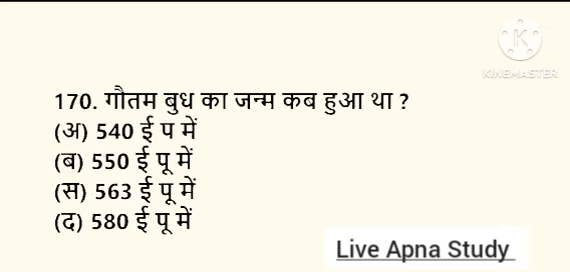 KINEMASTER
170. गौतम बुध का जन्म कब हुआ था ?
(अ) 540 ई प में
(ब) 550 ई पू में
(स) 563 ई पू में
(द) 580 ई पू में
Live Apna Study